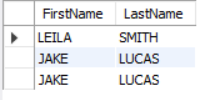 FirstName LastName
LEILA SMITH
JAKE LUCAS
JAKE LUCAS